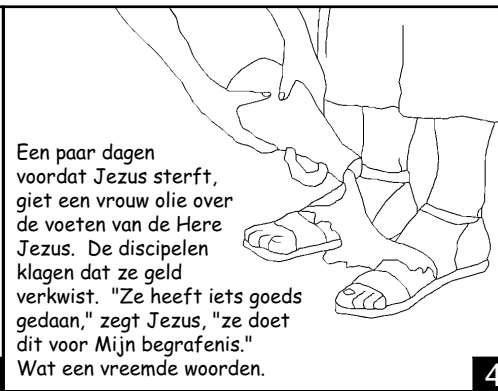 Een paar dagen
voordat Jezus sterft,
giet een vrouw olie over
de voeten van de Here
Jezus. De discipelen
klagen dat ze geld
verkwist. "Ze heeft iets goeds
gedaan," zegt Jezus, "ze doet
dit voor Mijn begrafenis."
Wat een vreemde woorden.
4